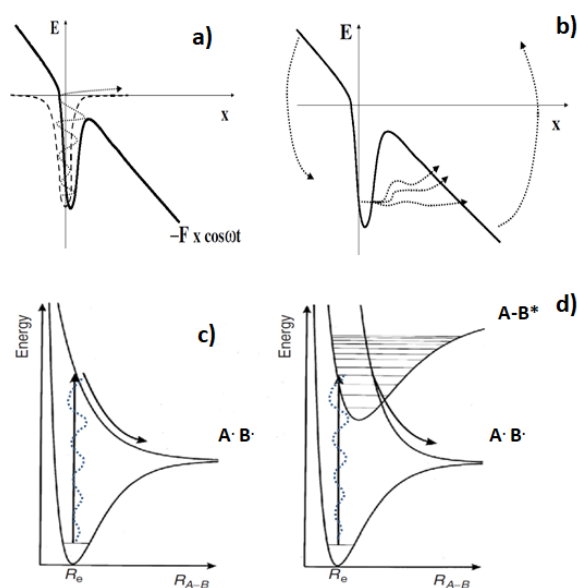 E
a)
x
–F x cosωt
E
b)
x
Energy
c)
A· B·
Re
RA–B
Energy
d)
A-B*
A· B·
Re
RA–B